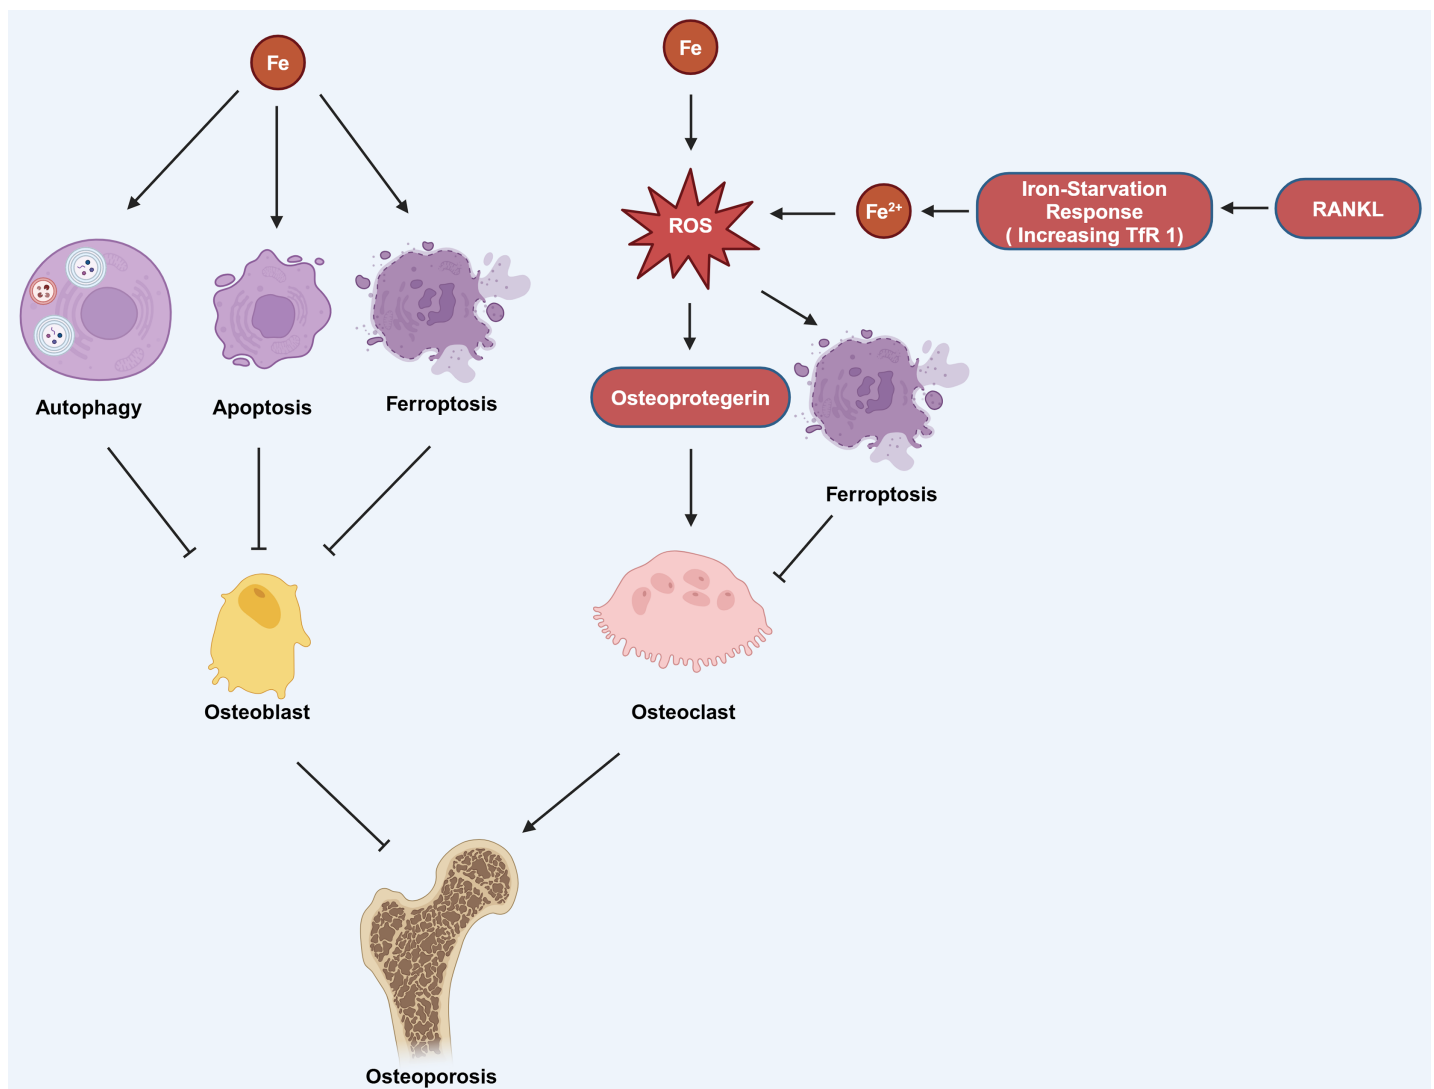 Fe
Fe
ROS
Fe²⁺
Iron-Starvation
Response
( Increasing TfR 1)
RANKL
Autophagy
Apoptosis
Ferroptosis
Osteoprotegerin
Ferroptosis
Osteoblast
Osteoclast
Osteoporosis